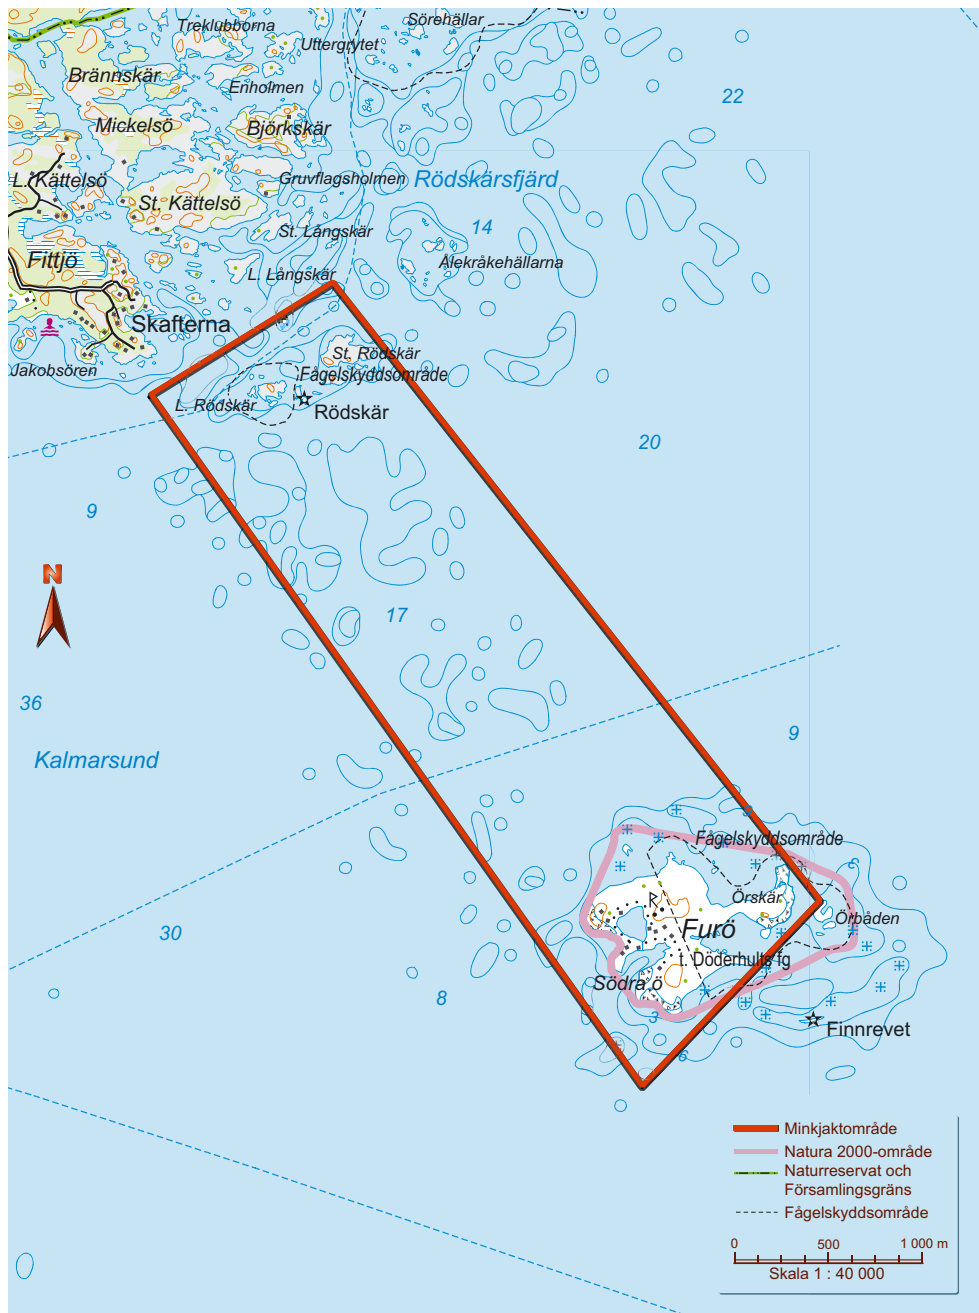 Treklubborna
Sörehällar
Uttergrytet
Brännskär
Enholmen
22
Mickelsö
Björkskär
L. Kättelsö
Gruvflagsholmen
Rödskärsfjärd
St. Kättelsö
14
St. Långskär
Fittjö
Ålekråkehällarna
L. Långskär
Skafterna
St. Rödskär
Jakobsören
Fågelskyddsområde
L. Rödskär
Rödskär
20
9
N
17
36
9
Kalmarsund
9
Fågelskyddsområde
6
Örskär
Örbåden
R
Furö
30
t. Döderhults fg
Södra ö
8
3
Finnrevet
6
Minkjaktområde
Natura 2000-område
Naturreservat och
Församlingsgräns
Fågelskyddsområde
0 500 1 000 m
Skala 1 : 40 000